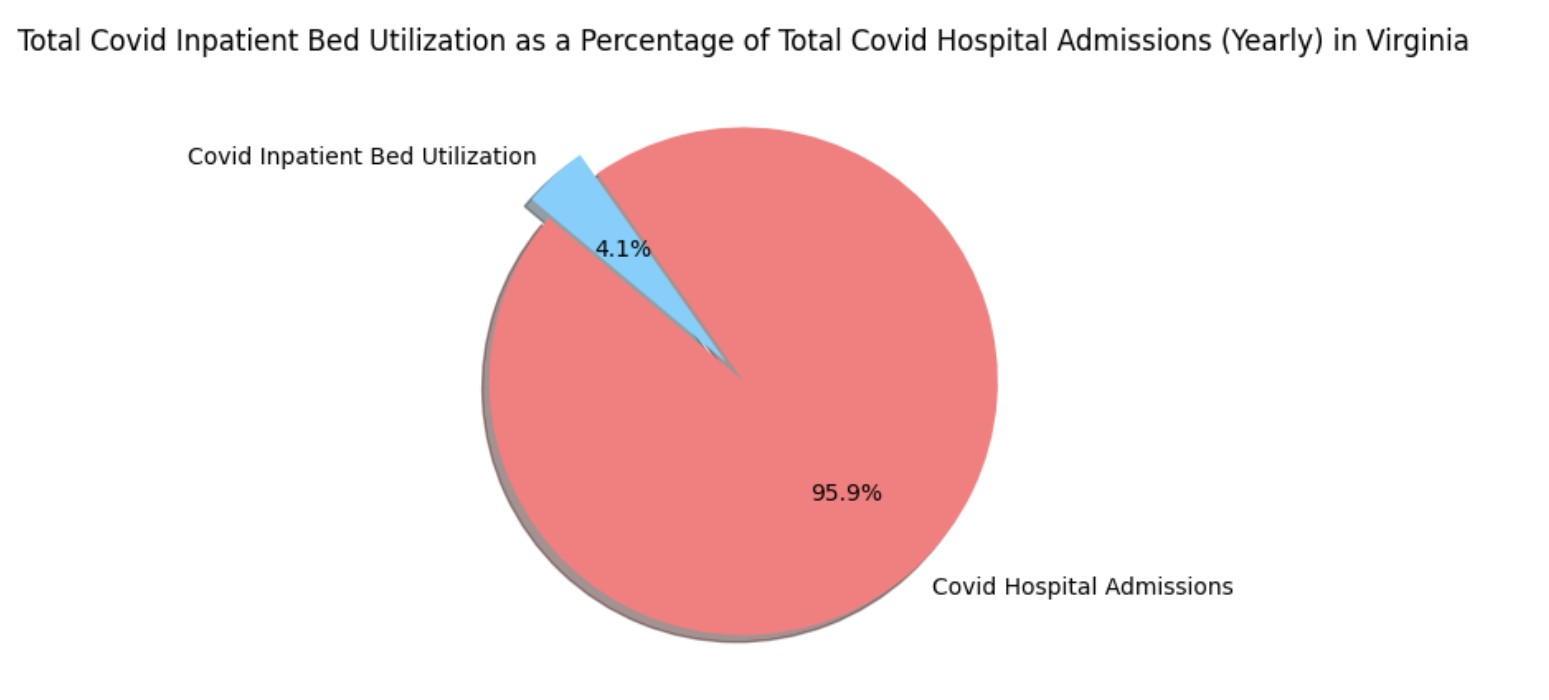 Total Covid Inpatient Bed Utilization as a Percentage of Total Covid Hospital Admissions (Yearly) in Virginia
Covid Inpatient Bed Utilization
4.1%
95.9%
Covid Hospital Admissions